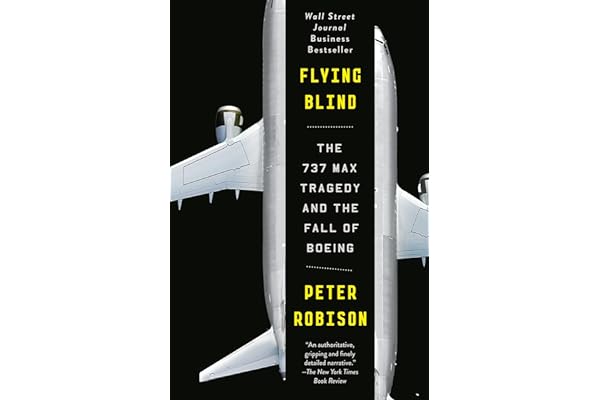 Wall Street
Journal
Business
Bestseller
FLYING
BLIND
THE
737 MAX
TRAGEDY
AND THE
FALL OF
BOEING
PETER
ROBISON
“An authoritative,
gripping and finely
detailed narrative.”
—The New York Times
Book Review